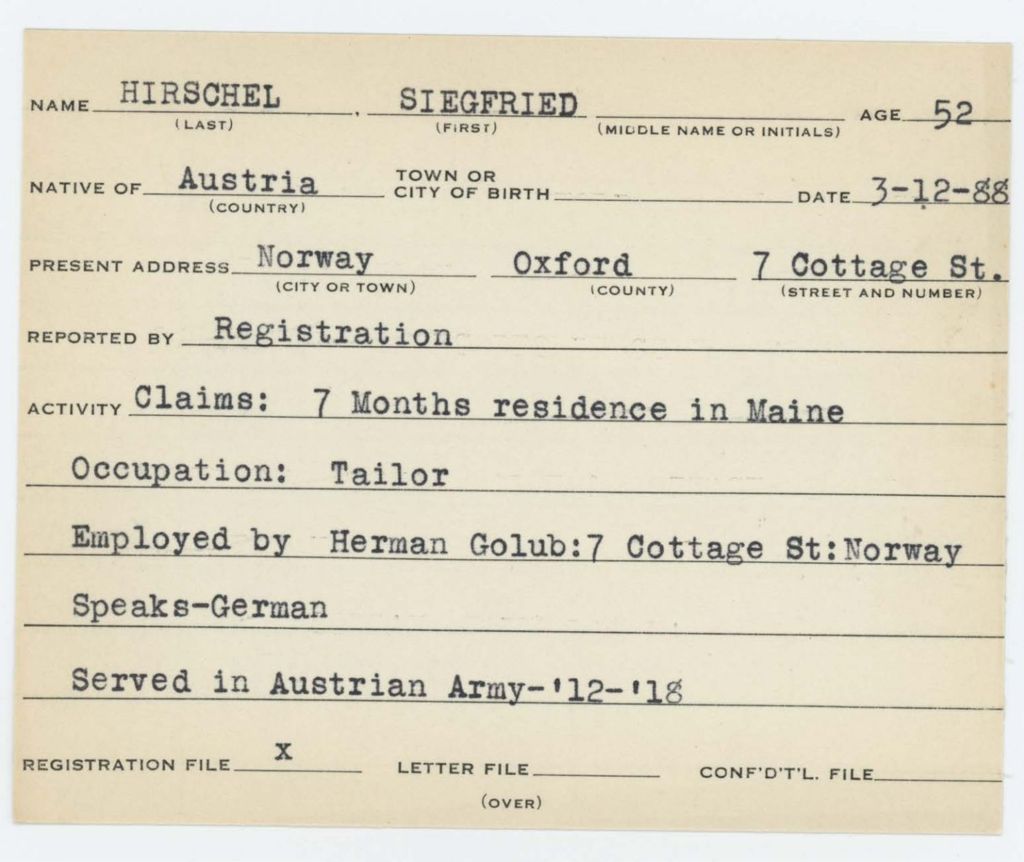 NAME HIRSCHEL, SIEGFRIED AGE 52
(LAST) (FIRST) (MIDDLE NAME OR INITIALS)
NATIVE OF Austria TOWN OR CITY OF BIRTH DATE 3-12-88
(COUNTRY)
PRESENT ADDRESS Norway Oxford 7 Cottage St.
(CITY OR TOWN) (COUNTY) (STREET AND NUMBER)
REPORTED BY Registration
ACTIVITY Claims: 7 Months residence in Maine
Occupation: Tailor
Employed by Herman Golub:7 Cottage St:Norway
Speaks-German
Served in Austrian Army-'12-'18
REGISTRATION FILE x LETTER FILE CONF'D'T'L. FILE
(OVER)